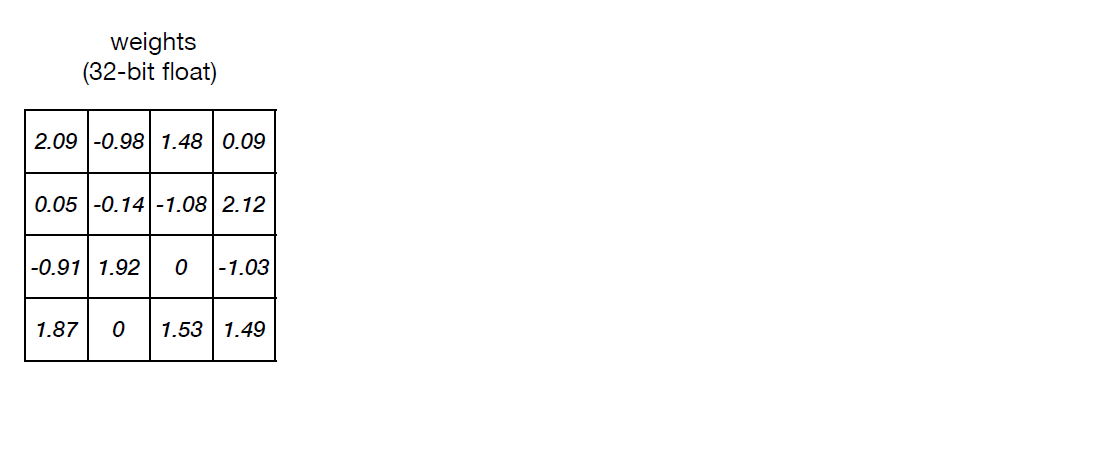 weights
(32-bit float)
2.09 -0.98 1.48 0.09
0.05 -0.14 -1.08 2.12
-0.91 1.92 0 -1.03
1.87 0 1.53 1.49